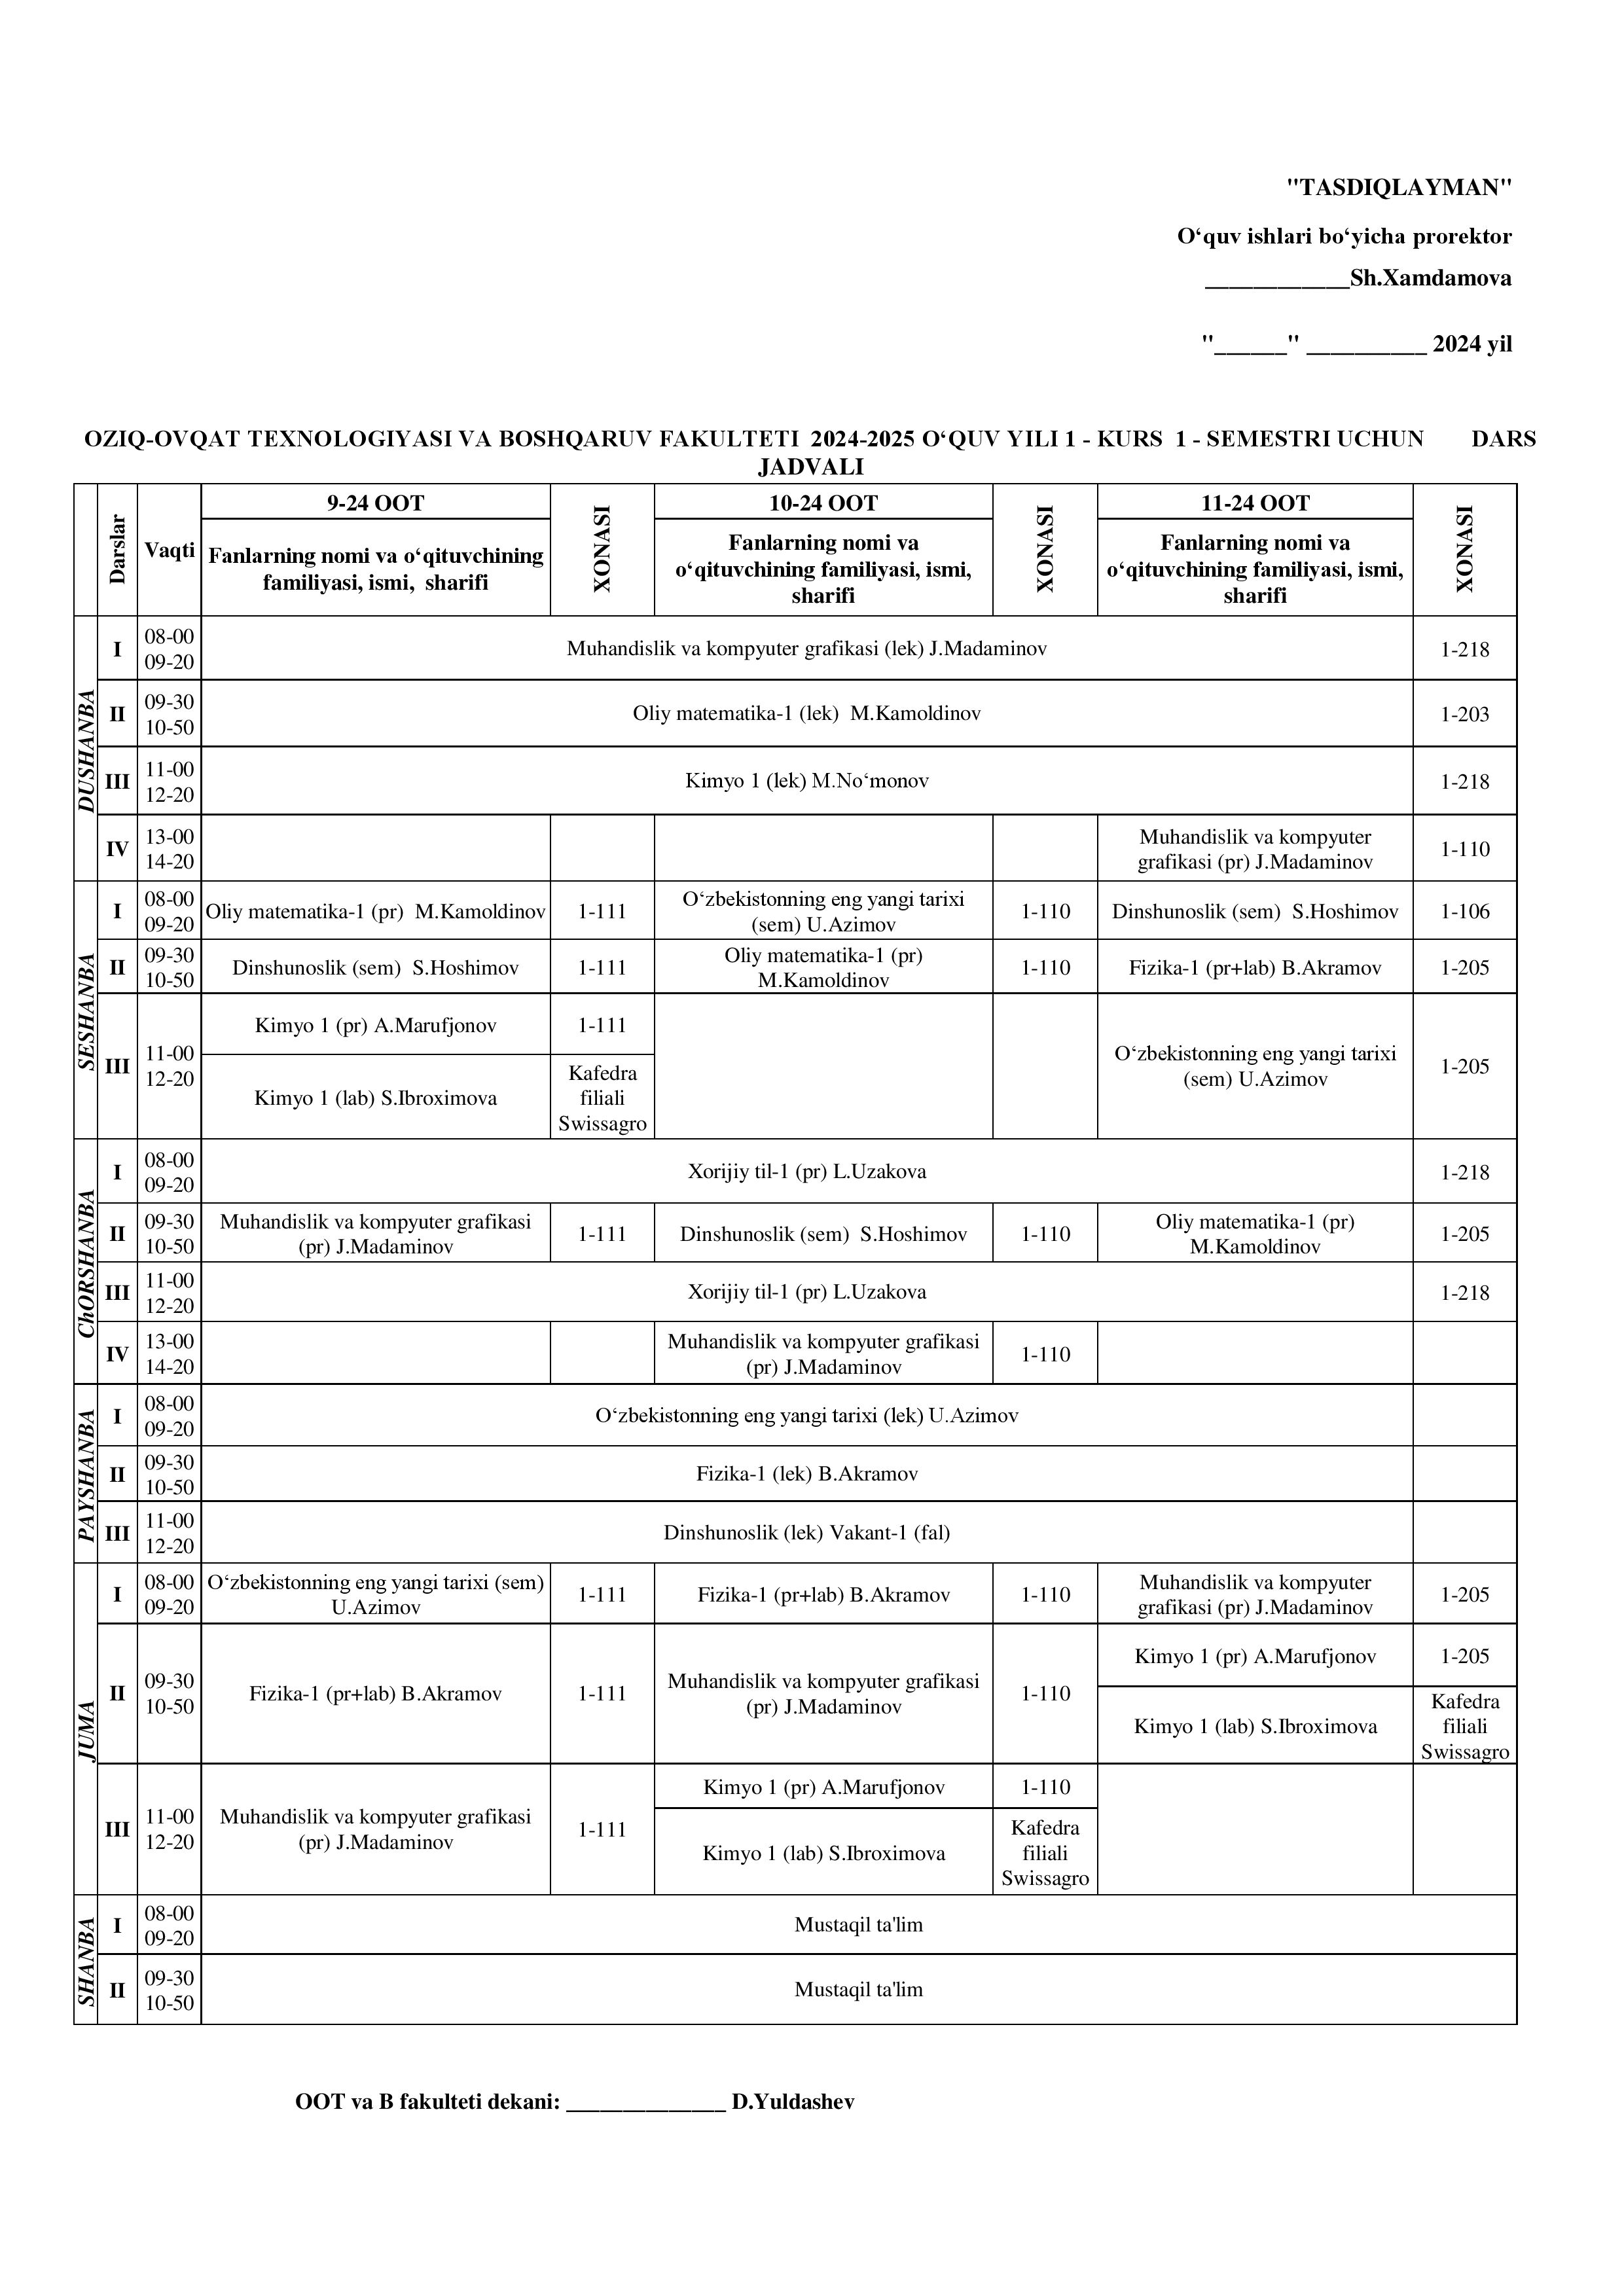 "TASDIQLAYMAN"
O‘quv ishlari bo‘yicha prorektor
____________Sh.Xamdamova
"______" __________ 2024 yil
OZIQ-OVQAT TEXNOLOGIYASI VA BOSHQARUV FAKULTETI 2024-2025 O‘QUV YILI 1 - KURS 1 - SEMESTRI UCHUN DARS
JADVALI
Darslar
Vaqti
9-24 OOT
XONASI
10-24 OOT
XONASI
11-24 OOT
XONASI
Fanlarning nomi va o‘qituvchining
familiyasi, ismi, sharifi
Fanlarning nomi va
o‘qituvchining familiyasi, ismi,
sharifi
Fanlarning nomi va
o‘qituvchining familiyasi, ismi,
sharifi
DUSHANBA
I
08-00
09-20
Muhandislik va kompyuter grafikasi (lek) J.Madaminov
1-218
II
09-30
10-50
Oliy matematika-1 (lek) M.Kamoldinov
1-203
III
11-00
12-20
Kimyo 1 (lek) M.No‘monov
1-218
IV
13-00
14-20
Muhandislik va kompyuter
grafikasi (pr) J.Madaminov
1-110
SESHANBA
I
08-00
09-20
Oliy matematika-1 (pr) M.Kamoldinov
1-111
O‘zbekistonning eng yangi tarixi
(sem) U.Azimov
1-110
Dinshunoslik (sem) S.Hoshimov
1-106
II
09-30
10-50
Dinshunoslik (sem) S.Hoshimov
1-111
Oliy matematika-1 (pr)
M.Kamoldinov
1-110
Fizika-1 (pr+lab) B.Akramov
1-205
III
11-00
12-20
Kimyo 1 (pr) A.Marufjonov
1-111
Kimyo 1 (lab) S.Ibroximova
Kafedra
filiali
Swissagro
O‘zbekistonning eng yangi tarixi
(sem) U.Azimov
1-205
ChORSHANBA
I
08-00
09-20
Xorijiy til-1 (pr) L.Uzakova
1-218
II
09-30
10-50
Muhandislik va kompyuter grafikasi
(pr) J.Madaminov
1-111
Dinshunoslik (sem) S.Hoshimov
1-110
Oliy matematika-1 (pr)
M.Kamoldinov
1-205
III
11-00
12-20
Xorijiy til-1 (pr) L.Uzakova
1-218
IV
13-00
14-20
Muhandislik va kompyuter grafikasi
(pr) J.Madaminov
1-110
PAYSHANBA
I
08-00
09-20
O‘zbekistonning eng yangi tarixi (lek) U.Azimov
II
09-30
10-50
Fizika-1 (lek) B.Akramov
III
11-00
12-20
Dinshunoslik (lek) Vakant-1 (fal)
JUMA
I
08-00
09-20
O‘zbekistonning eng yangi tarixi (sem)
U.Azimov
1-111
Fizika-1 (pr+lab) B.Akramov
1-110
Muhandislik va kompyuter
grafikasi (pr) J.Madaminov
1-205
II
09-30
10-50
Fizika-1 (pr+lab) B.Akramov
1-111
Muhandislik va kompyuter grafikasi
(pr) J.Madaminov
1-110
Kimyo 1 (pr) A.Marufjonov
1-205
Kimyo 1 (lab) S.Ibroximova
Kafedra
filiali
Swissagro
III
11-00
12-20
Muhandislik va kompyuter grafikasi
(pr) J.Madaminov
1-111
Kimyo 1 (pr) A.Marufjonov
1-110
Kimyo 1 (lab) S.Ibroximova
Kafedra
filiali
Swissagro
SHANBA
I
08-00
09-20
Mustaqil ta'lim
II
09-30
10-50
Mustaqil ta'lim
OOT va B fakulteti dekani: ______________ D.Yuldashev